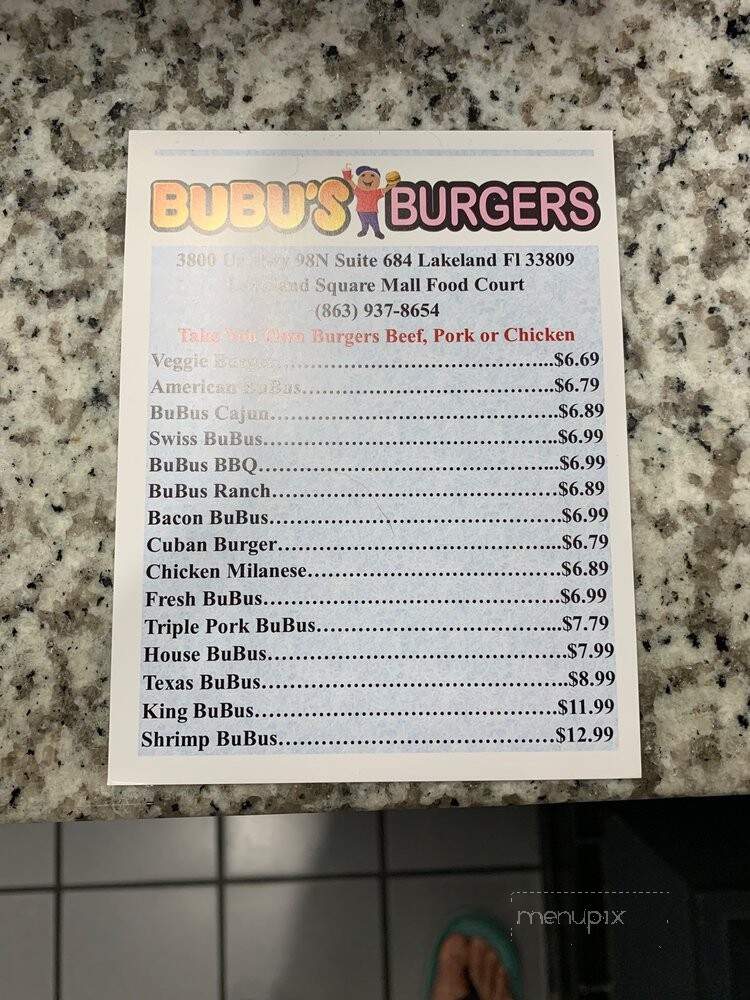 BUBU'S BURGERS
3800 98N Suite 684 Lakeland Fl 33809
Square Mall Food Court
(863) 937-8654
Burgers Beef, Pork or Chicken
Veggie Burger....................................$6.69
American BuBus....................................$6.79
BuBus Cajun....................................$6.89
Swiss BuBus....................................$6.99
BuBus BBQ....................................$6.99
BuBus Ranch....................................$6.89
Bacon BuBus....................................$6.99
Cuban Burger....................................$6.79
Chicken Milanese....................................$6.89
Fresh BuBus....................................$6.99
Triple Pork BuBus....................................$7.79
House BuBus....................................$7.99
Texas BuBus....................................$8.99
King BuBus....................................$11.99
Shrimp BuBus....................................$12.99
menupix